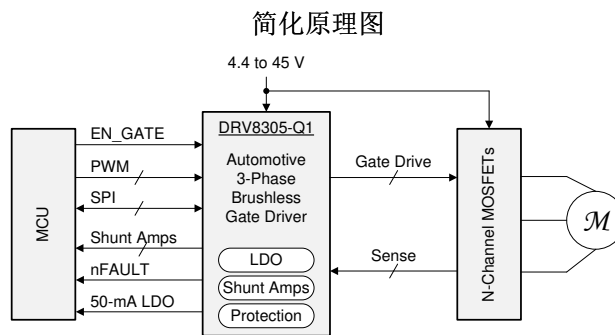 简化原理图
4.4 to 45 V
DRV8305-Q1
Automotive
3-Phase
Brushless
Gate Driver
LDO
Shunt Amps
Protection
MCU
EN_GATE
PWM
SPI
Shunt Amps
nFAULT
50-mA LDO
Gate Drive
Sense
N-Channel MOSFETs
M